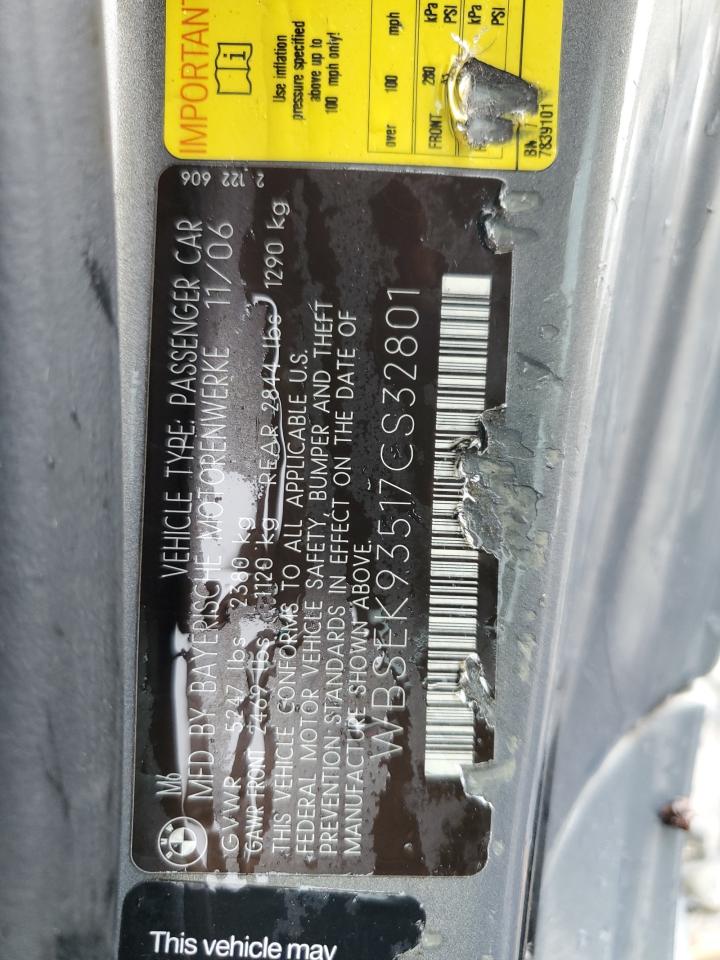 M6 VEHICLE TYPE: PASSENGER CAR 2 122 606
MFD BY BAYERISCHE MOTORENWERKE 11/06
GVWR 5247 lbs 2380 kg
GAWR FRONT 2469 lbs 1120 kg REAR 2844 lbs 1290 kg
THIS VEHICLE CONFORMS TO ALL APPLICABLE U.S.
FEDERAL MOTOR VEHICLE SAFETY, BUMPER AND THEFT
PREVENTION STANDARDS IN EFFECT ON THE DATE OF
MANUFACTURE SHOWN ABOVE.
WBSEK93517CS32801
IMPORTAN
Use inflation
pressure specified
above up to
100 mph only!
over 100 mph
FRONT 280 kPa
PSI
kPa
PSI
7839101
This vehicle may